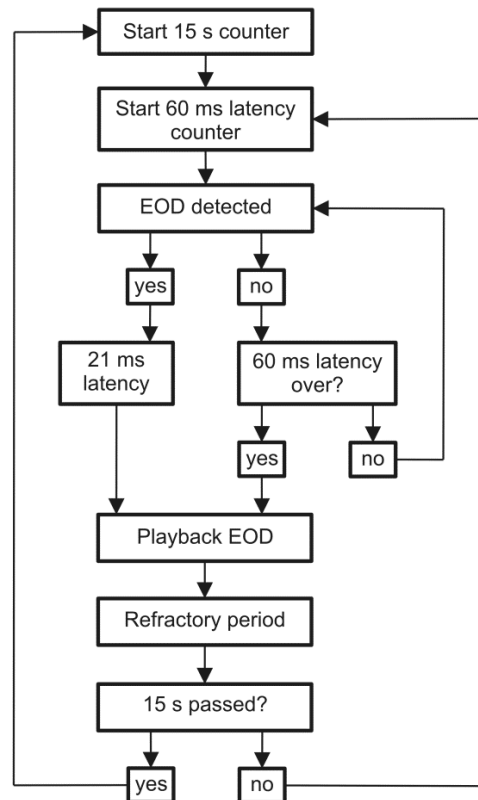 Start 15 s counter
Start 60 ms latency
counter
EOD detected
yes
no
21 ms
latency
60 ms latency
over?
yes
no
Playback EOD
Refractory period
15 s passed?
yes
no